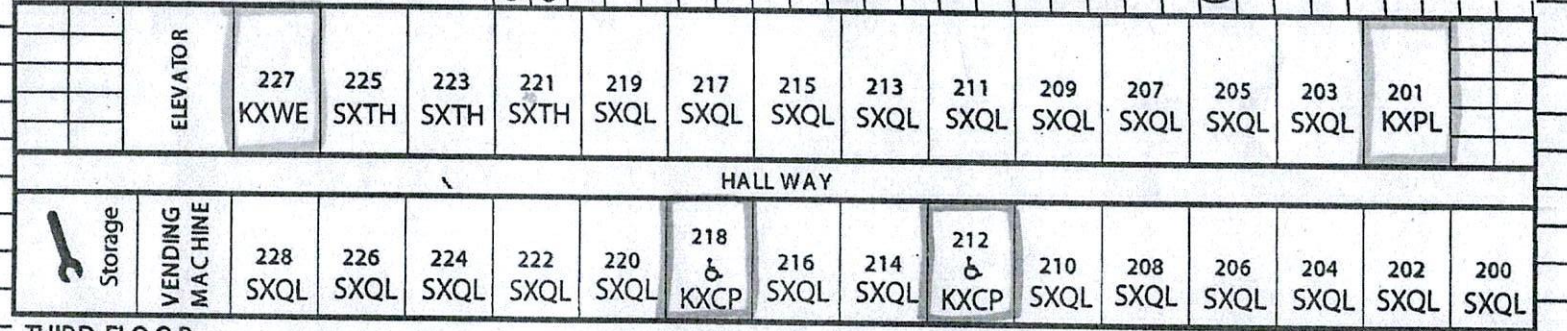 ELEVATOR
227 225 223 221 219 217 215 213 211 209 207 205 203 201
KXWE SXTH SXTH SXTH SXQL SXQL SXQL SXQL SXQL SXQL SXQL SXQL SXQL KXPL
HALL WAY
Storage
VENDING
MACHINE
228 226 224 222 220 218 216 214 212 210 208 206 204 202 200
SXQL SXQL SXQL SXQL SXQL KXCP SXQL SXQL KXCP SXQL SXQL SXQL SXQL SXQL SXQL
THIRD FLOOR